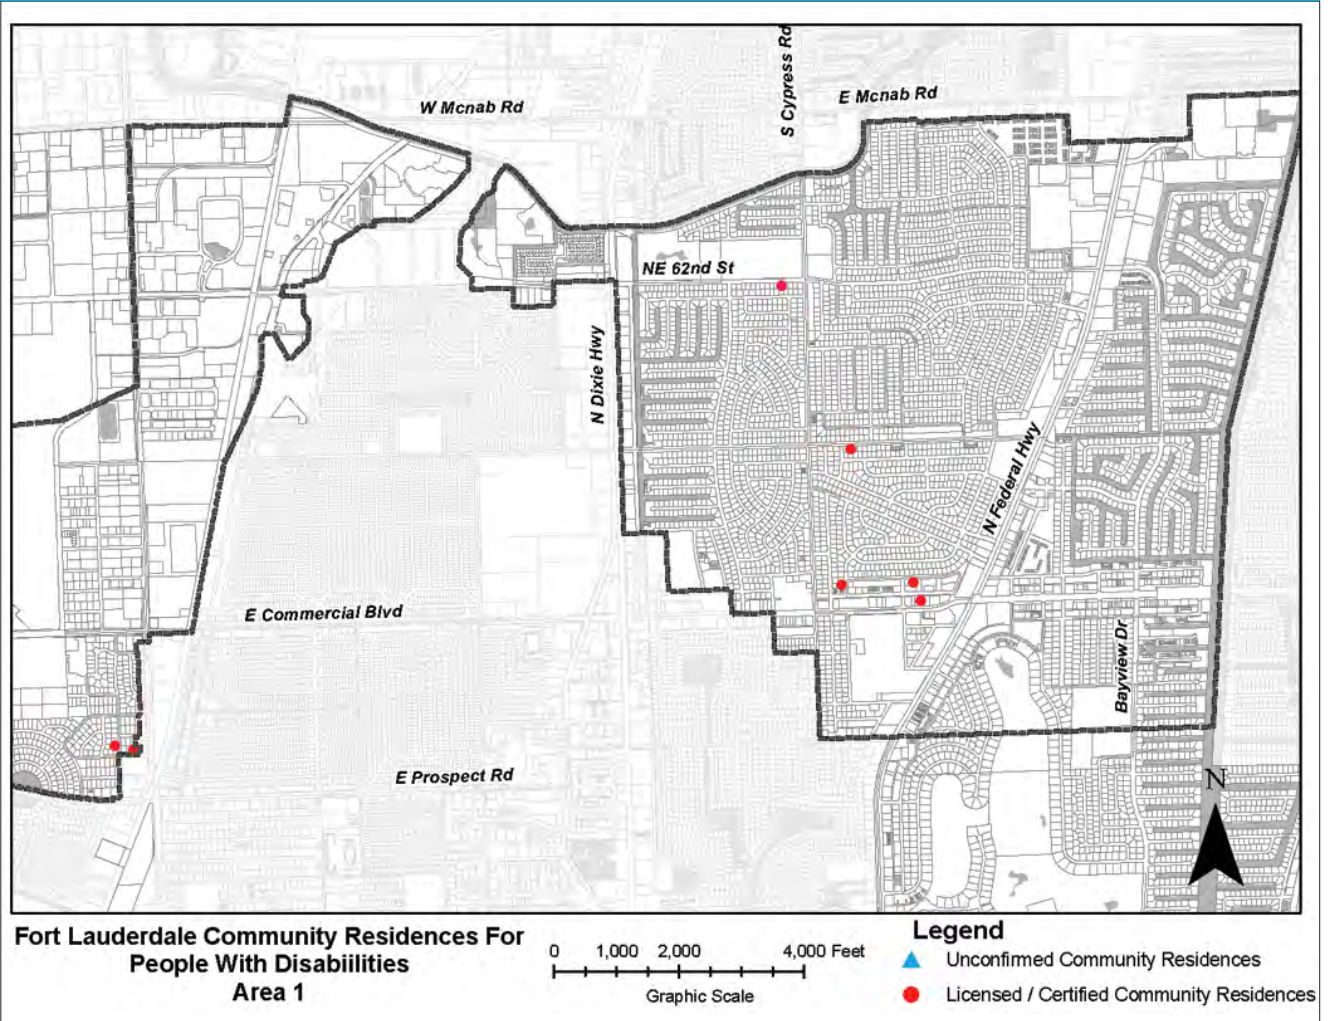 S Cypress Rd
W Mcnab Rd
E Mcnab Rd
NE 62nd St
N Dixie Hwy
N Federal Hwy
E Commercial Blvd
Bayview Dr
E Prospect Rd
N
Fort Lauderdale Community Residences For
People With Disabiilities
Area 1
0 1,000 2,000 4,000 Feet
Graphic Scale
Legend
Unconfirmed Community Residences
Licensed / Certified Community Residences